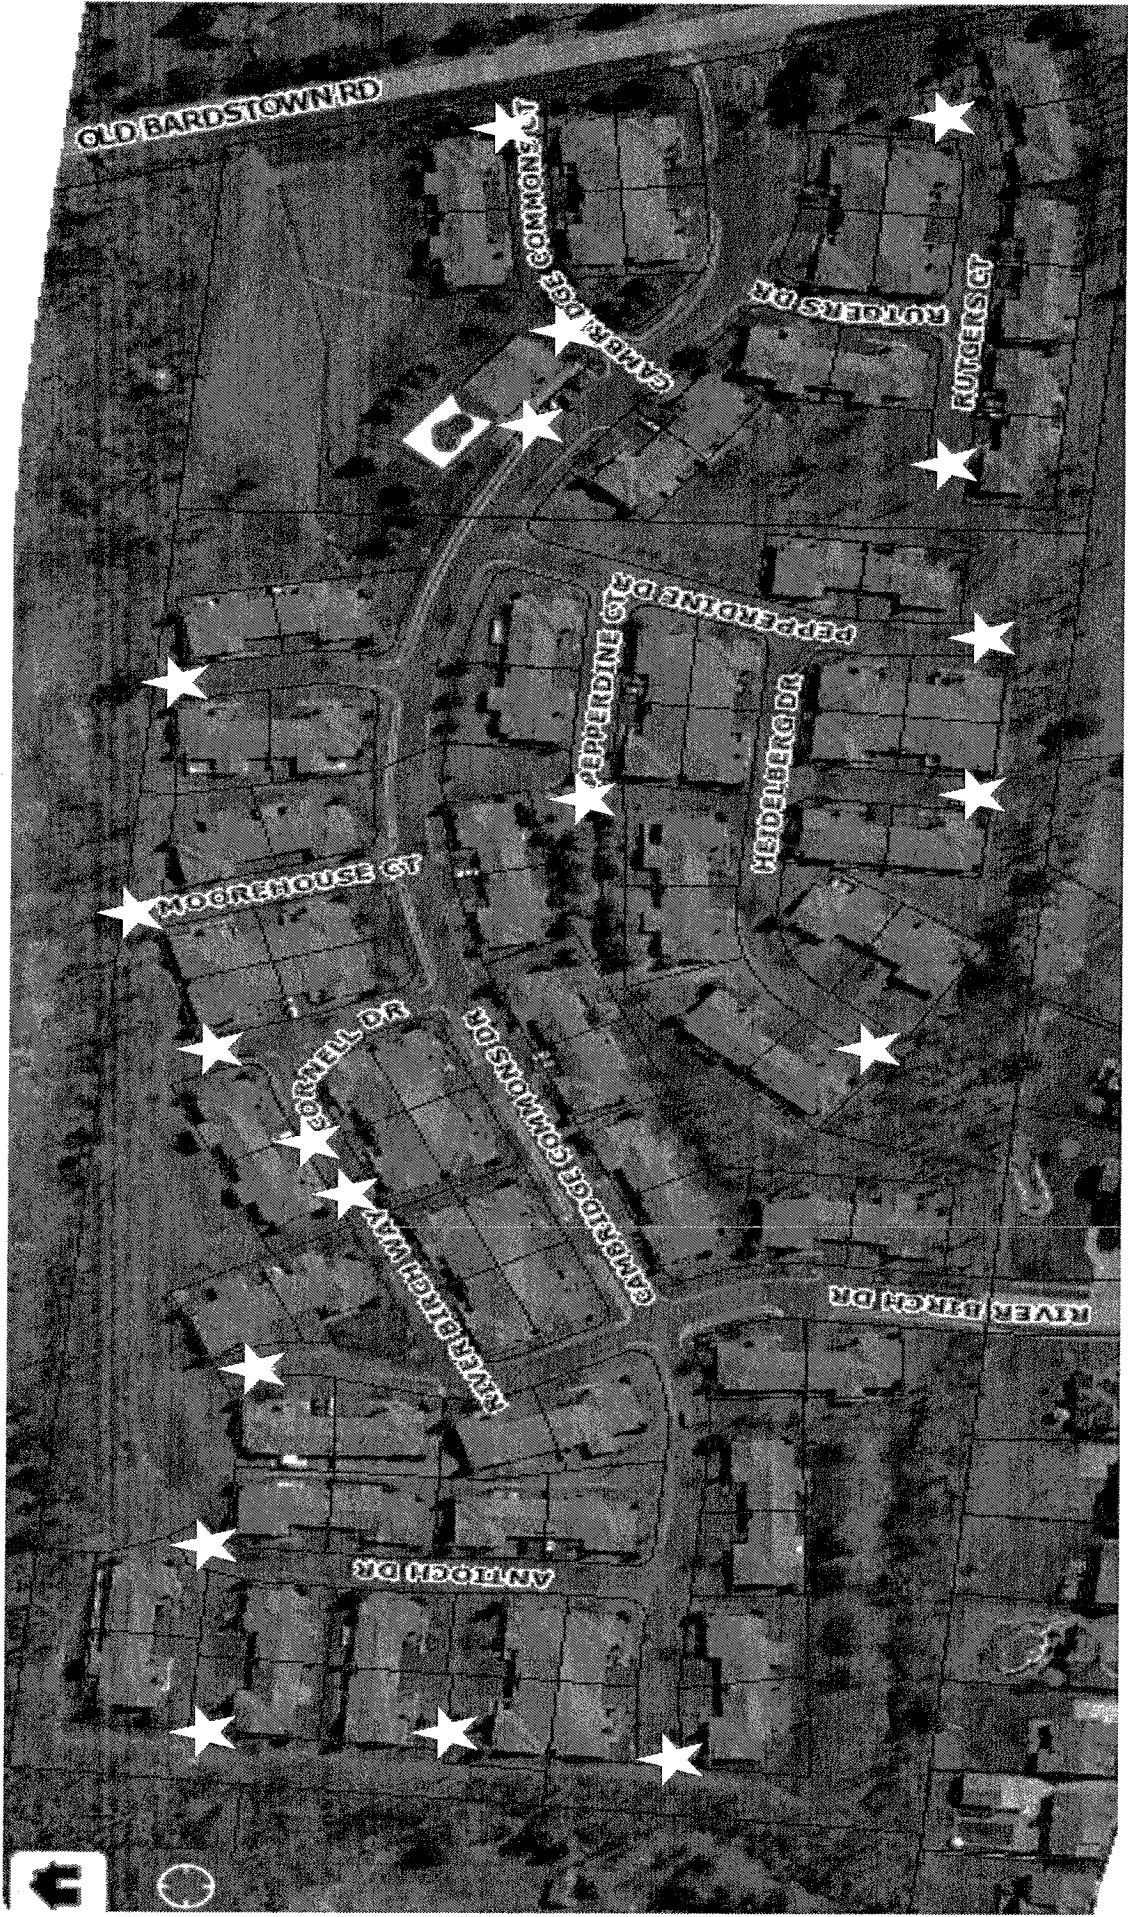 OLD BARDSTOWN RD
CAMBRIDGE COMMONS CT
RUTGERS DR
RUTGERS CT
PEPPERDINE DR
PEPPERDINE CT
HEIDELBERG DR
MOOREHOUSE CT
CORNELL DR
CAMBRIDGE COMMONS DR
RIVER BIRCH WAY
RIVER BIRCH DR
ANTIOCH DR